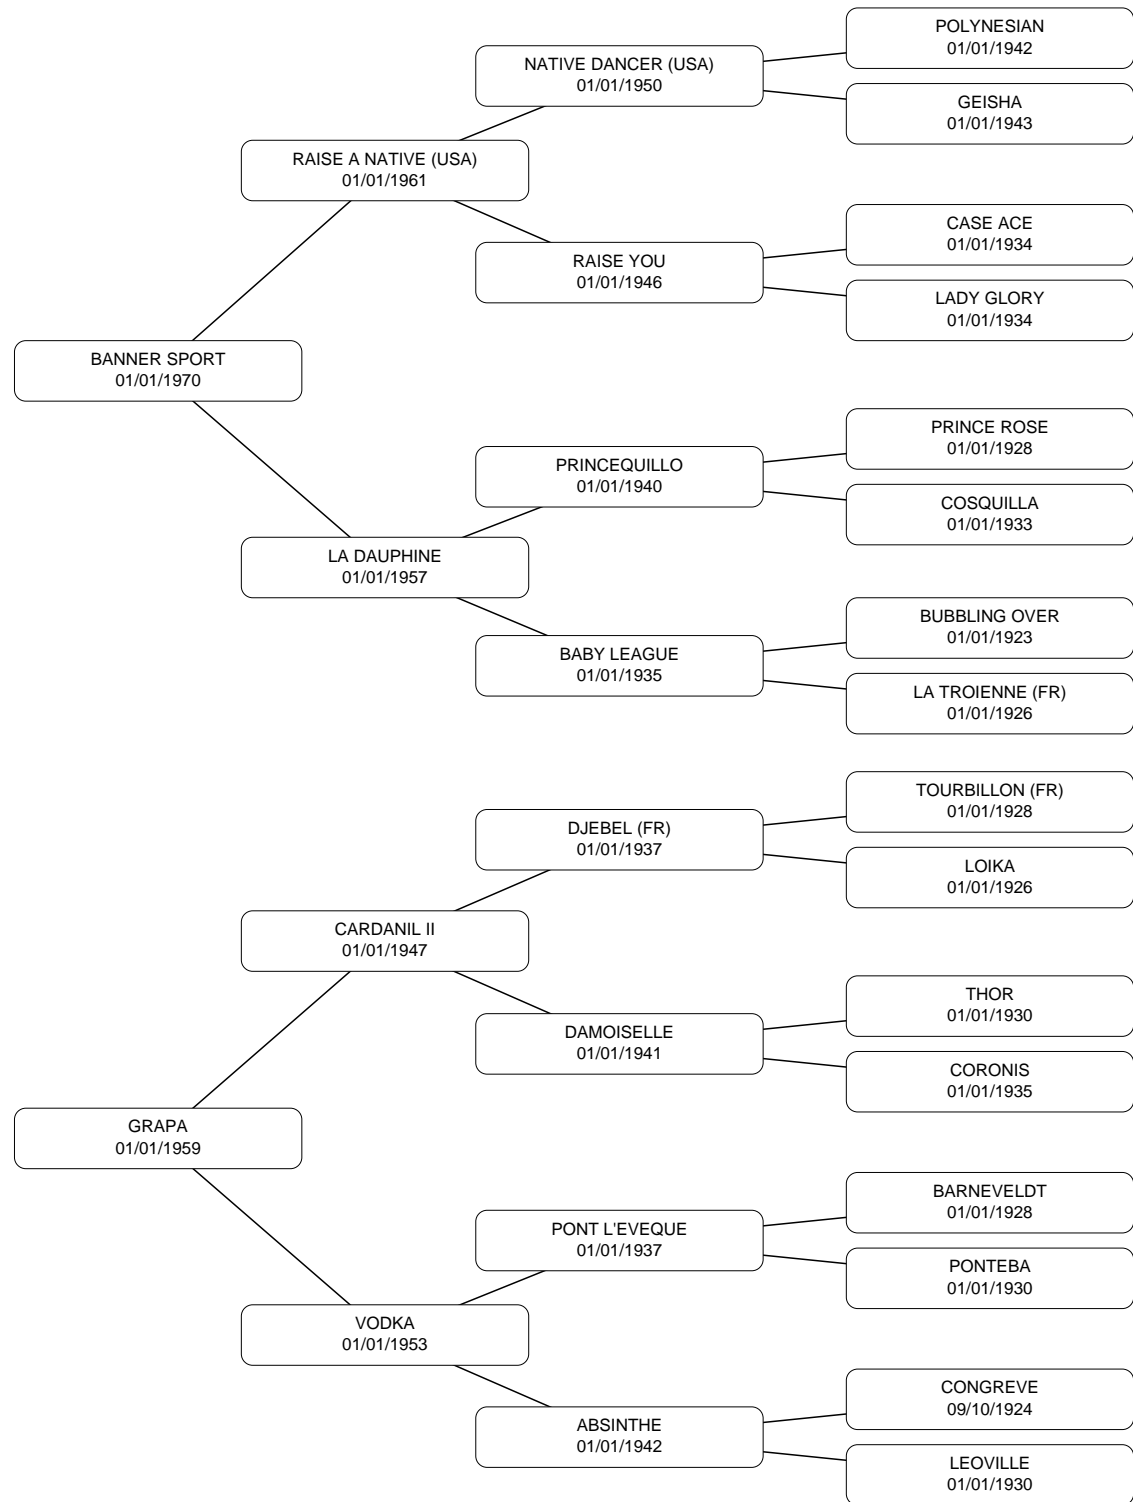 POLYNESIAN
01/01/1942
NATIVE DANCER (USA)
01/01/1950
GEISHA
01/01/1943
RAISE A NATIVE (USA)
01/01/1961
CASE ACE
01/01/1934
RAISE YOU
01/01/1946
LADY GLORY
01/01/1934
BANNER SPORT
01/01/1970
PRINCE ROSE
01/01/1928
PRINCEQUILLO
01/01/1940
COSQUILLA
01/01/1933
LA DAUPHINE
01/01/1957
BUBBLING OVER
01/01/1923
BABY LEAGUE
01/01/1935
LA TROIENNE (FR)
01/01/1926
TOURBILLON (FR)
01/01/1928
DJEBEL (FR)
01/01/1937
LOIKA
01/01/1926
CARDANIL II
01/01/1947
THOR
01/01/1930
DAMOISELLE
01/01/1941
CORONIS
01/01/1935
GRAPA
01/01/1959
BARNEVELDT
01/01/1928
PONT L'EVEQUE
01/01/1937
PONTEBA
01/01/1930
VODKA
01/01/1953
CONGREVE
09/10/1924
ABSINTHE
01/01/1942
LEOVILLE
01/01/1930